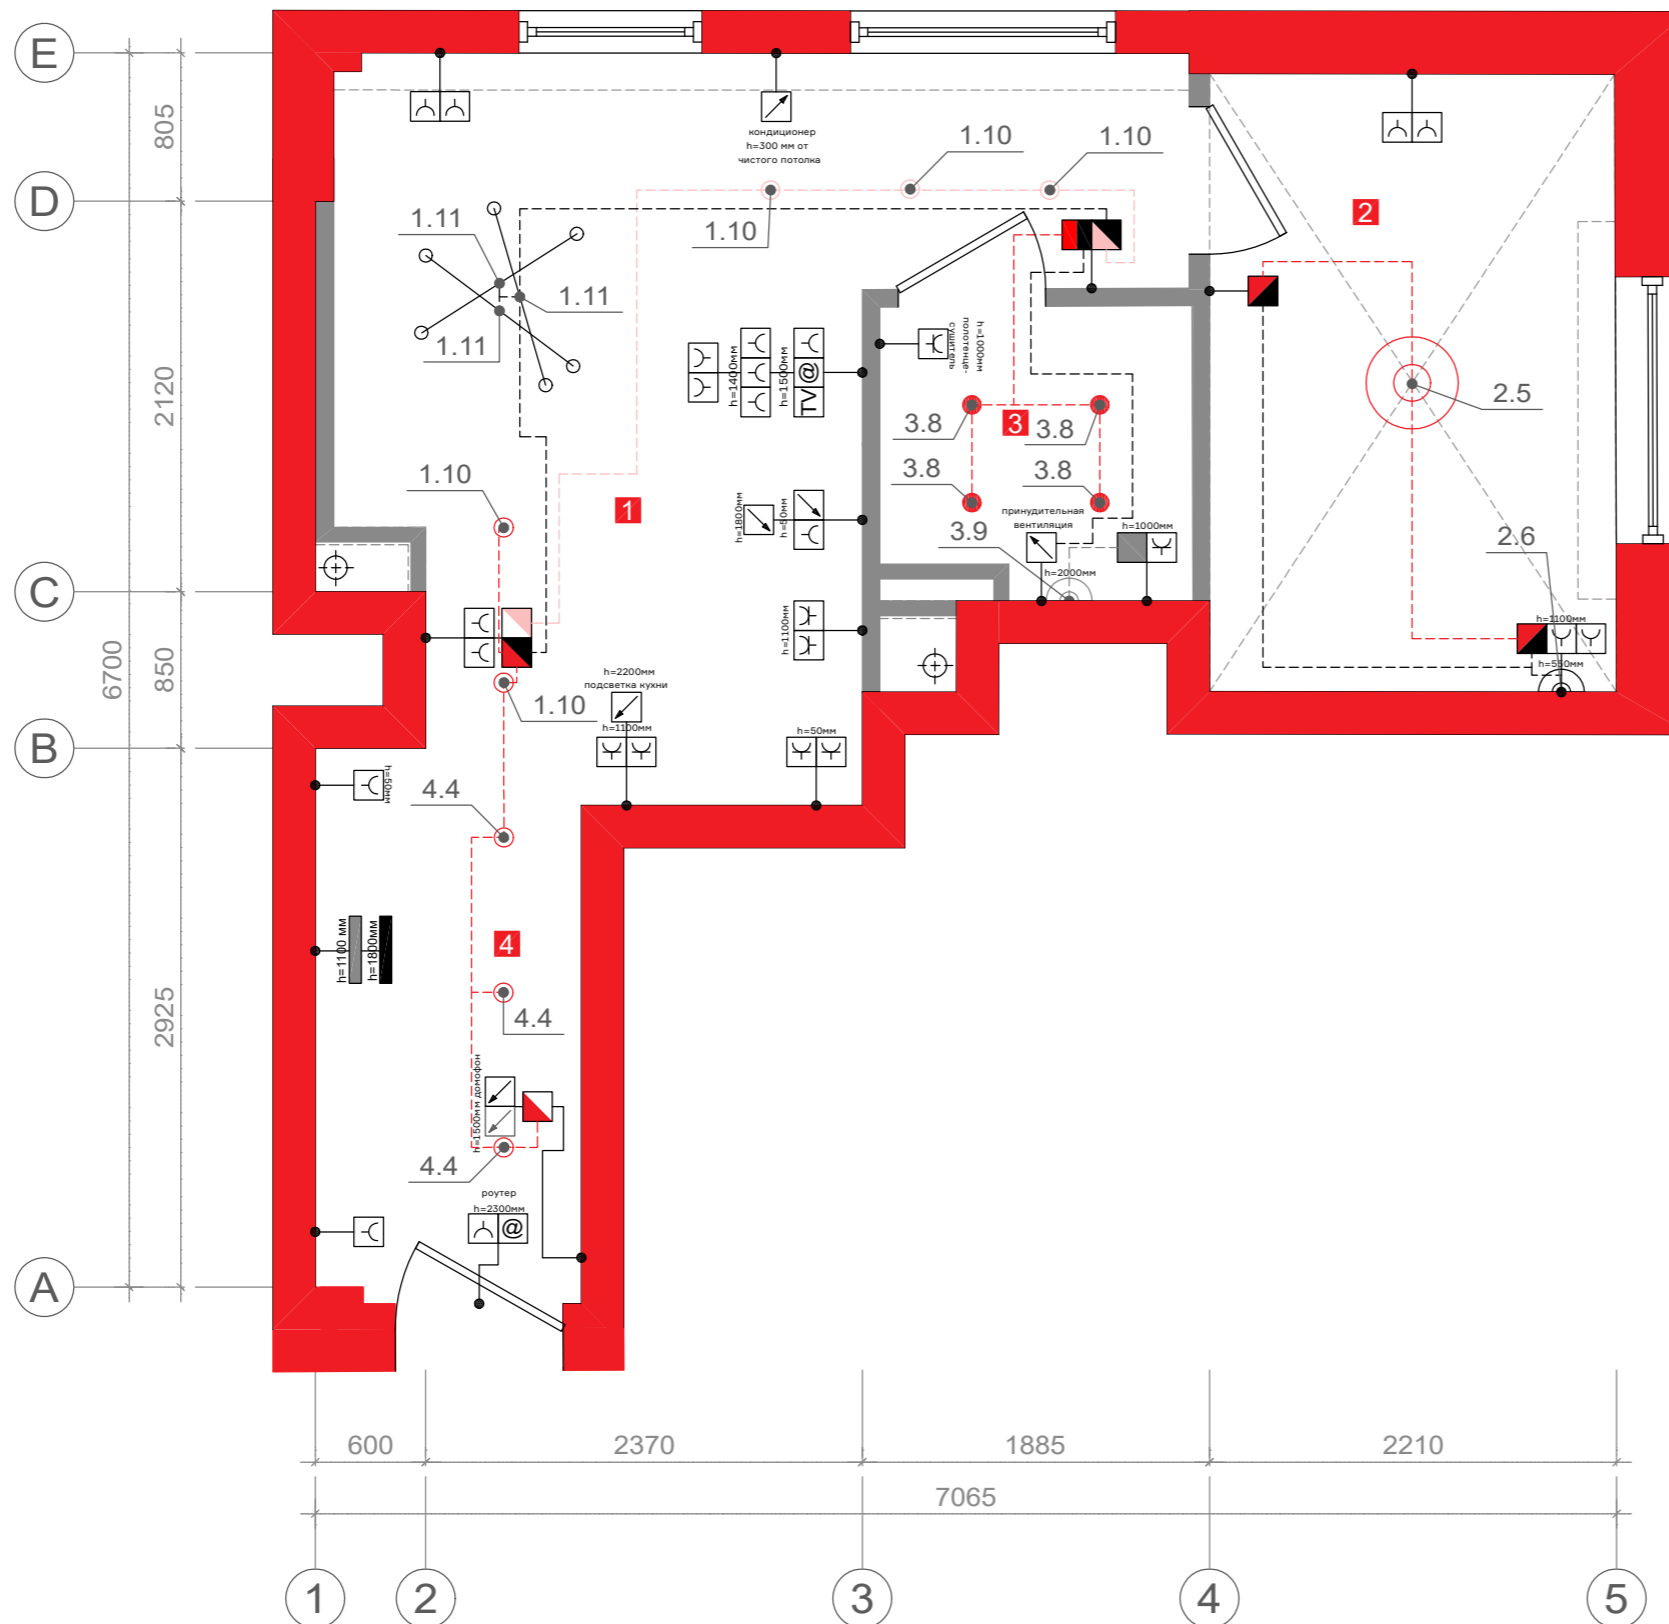 E
805
кондиционер
h=300 мм от
чистого потолка
1.10
1.10
D
1.11
1.10
2
1.11
1.11
2120
h=1400мм
h=1500мм
TV
@
полотенце-
сушитель
h=1000мм
2.5
3.8
3
3.8
3.8
3.8
1.10
1
h=1800мм
h=50мм
принудительная
вентиляция
h=1000мм
3.9
h=2000мм
2.6
C
h=1100мм
h=1100мм
h=550мм
6700
850
h=2200мм
подсветка кухни
1.10
h=1100мм
h=50мм
B
h=50мм
4.4
4
h=1100 мм
h=1800мм
2925
4.4
h=1500мм домофон
4.4
роутер
h=2300мм
@
A
600
2370
1885
2210
7065
1
2
3
4
5